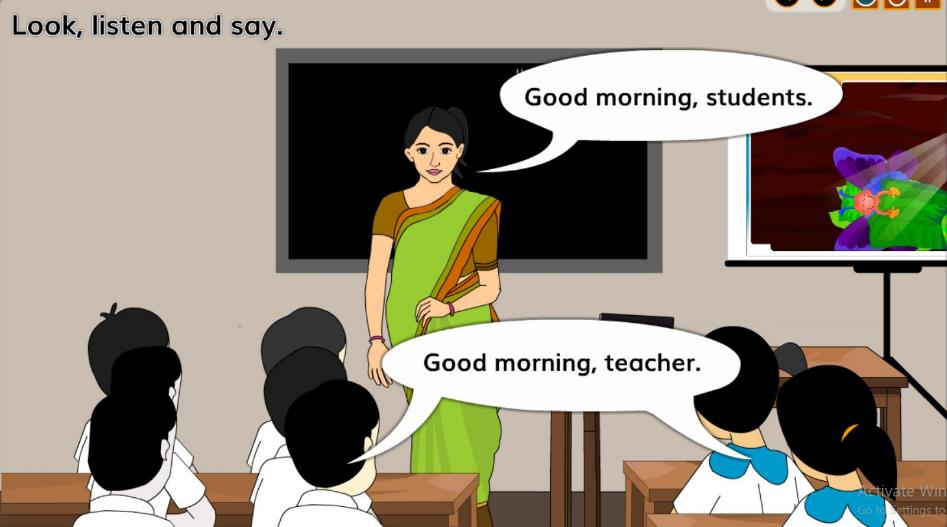 Look, listen and say.
Good morning, students.
Good morning, teacher.
Activate Win
Go to Settings to